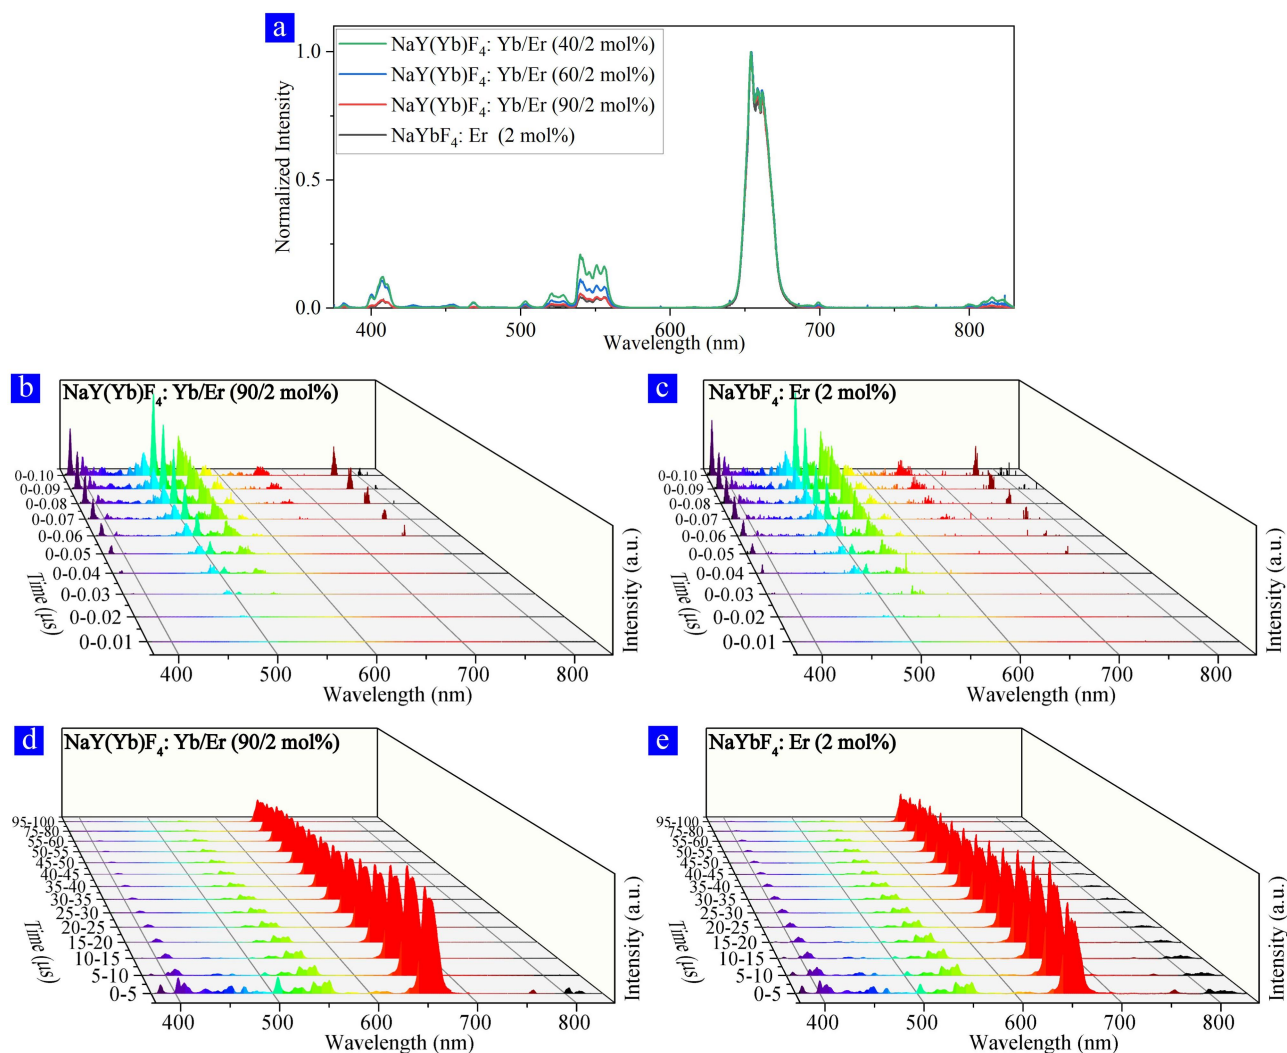 a
NaY(Yb)F4: Yb/Er (40/2 mol%)
NaY(Yb)F4: Yb/Er (60/2 mol%)
NaY(Yb)F4: Yb/Er (90/2 mol%)
NaYbF4: Er (2 mol%)
Normalized Intensity
1.0
0.5
0.0
400 500 600 700 800
Wavelength (nm)
b
NaY(Yb)F4: Yb/Er (90/2 mol%)
0-0.10
0-0.09
0-0.08
0-0.07
0-0.06
0-0.05
0-0.04
0-0.03
0-0.02
0-0.01
Time (μs)
400 500 600 700 800
Wavelength (nm)
Intensity (a.u.)
c
NaYbF4: Er (2 mol%)
0-0.10
0-0.09
0-0.08
0-0.07
0-0.06
0-0.05
0-0.04
0-0.03
0-0.02
0-0.01
Time (μs)
400 500 600 700 800
Wavelength (nm)
Intensity (a.u.)
d
NaY(Yb)F4: Yb/Er (90/2 mol%)
95-100
75-80
55-60
50-55
45-50
40-45
35-40
30-35
25-30
20-25
15-20
10-15
5-10
0-5
Time (μs)
400 500 600 700 800
Wavelength (nm)
Intensity (a.u.)
e
NaYbF4: Er (2 mol%)
95-100
75-80
55-60
50-55
45-50
40-45
35-40
30-35
25-30
20-25
15-20
10-15
5-10
0-5
Time (μs)
400 500 600 700 800
Wavelength (nm)
Intensity (a.u.)